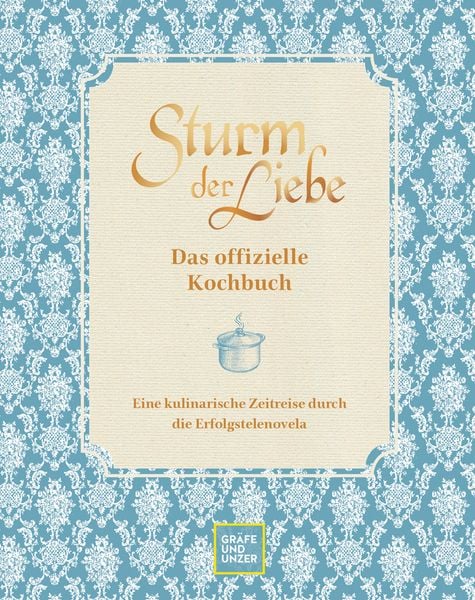 Sturm
der Liebe
Das offizielle
Kochbuch
Eine kulinarische Zeitreise durch
die Erfolgstelenovela
GRÄFE
UND
UNZER